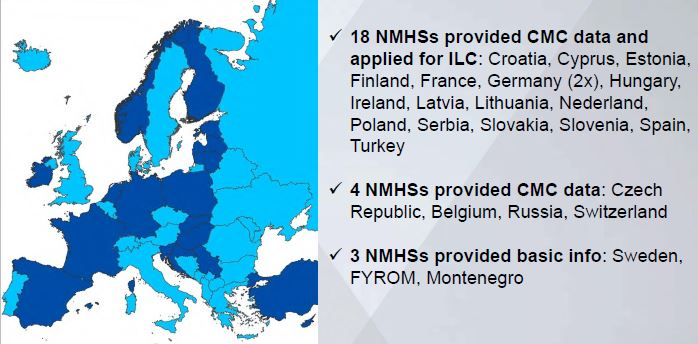 ✓ 18 NMHSs provided CMC data and
applied for ILC: Croatia, Cyprus, Estonia,
Finland, France, Germany (2x), Hungary,
Ireland, Latvia, Lithuania, Nederland,
Poland, Serbia, Slovakia, Slovenia, Spain,
Turkey
✓ 4 NMHSs provided CMC data: Czech
Republic, Belgium, Russia, Switzerland
✓ 3 NMHSs provided basic info: Sweden,
FYROM, Montenegro